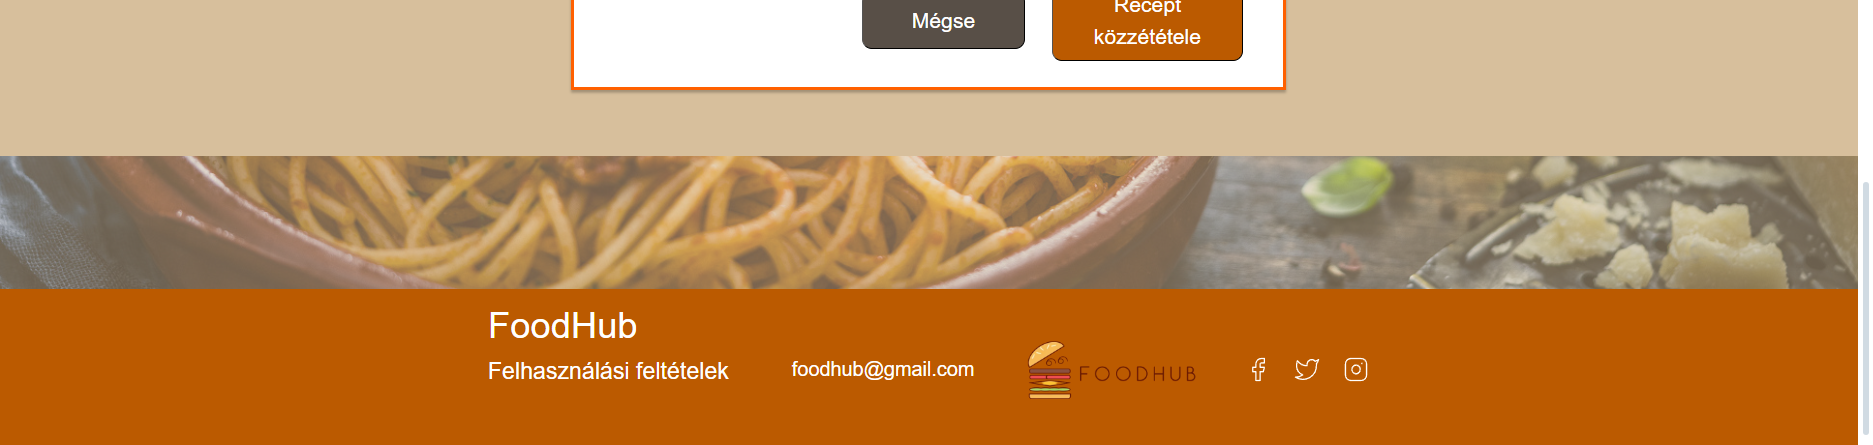 Mégse
Recept
közzététele
FoodHub
Felhasználási feltételek
foodhub@gmail.com
FOODHUB